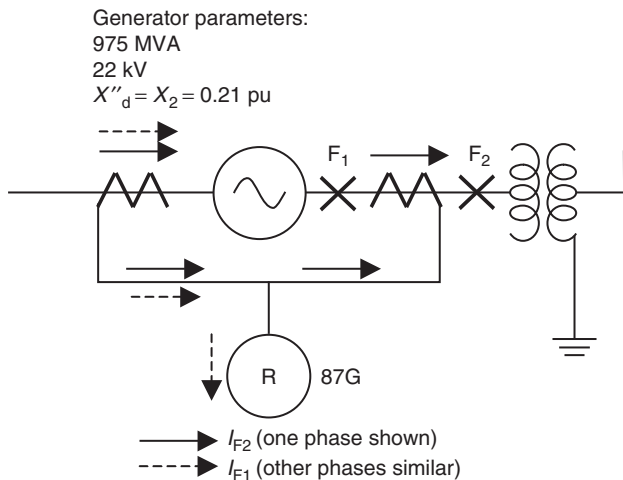 Generator parameters:
975 MVA
22 kV
X″d = X2 = 0.21 pu
F1
F2
R
87G
IF2 (one phase shown)
IF1 (other phases similar)